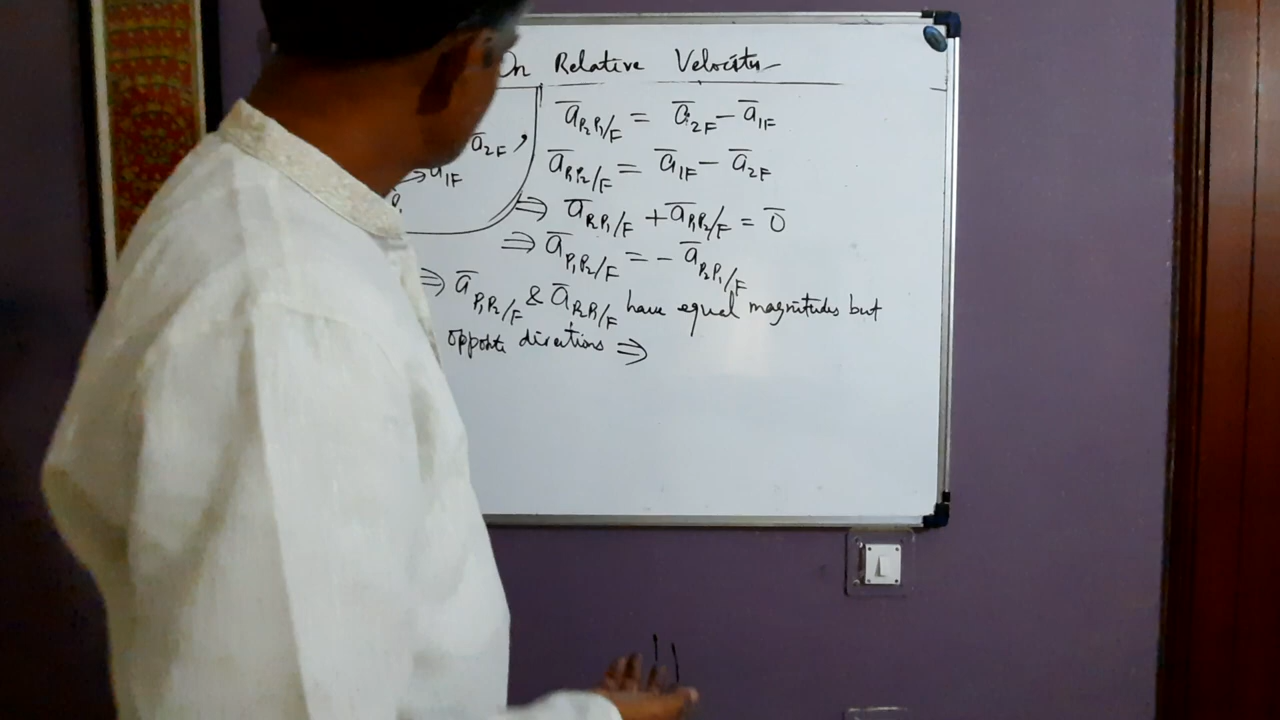 On Relative Velocity
a̅_{P₂P₁/F} = a̅_{2F} − a̅_{1F}
a̅_{2F},
a̅_{P₁P₂/F} = a̅_{1F} − a̅_{2F}
→ a̅_{1F}
P₁
⇒ a̅_{P₂P₁/F} + a̅_{P₁P₂/F} = 0̅
⇒ a̅_{P₁P₂/F} = − a̅_{P₂P₁/F}
⇒ a̅_{P₁P₂/F} & a̅_{P₂P₁/F} have equal magnitudes but
opposite directions ⇒